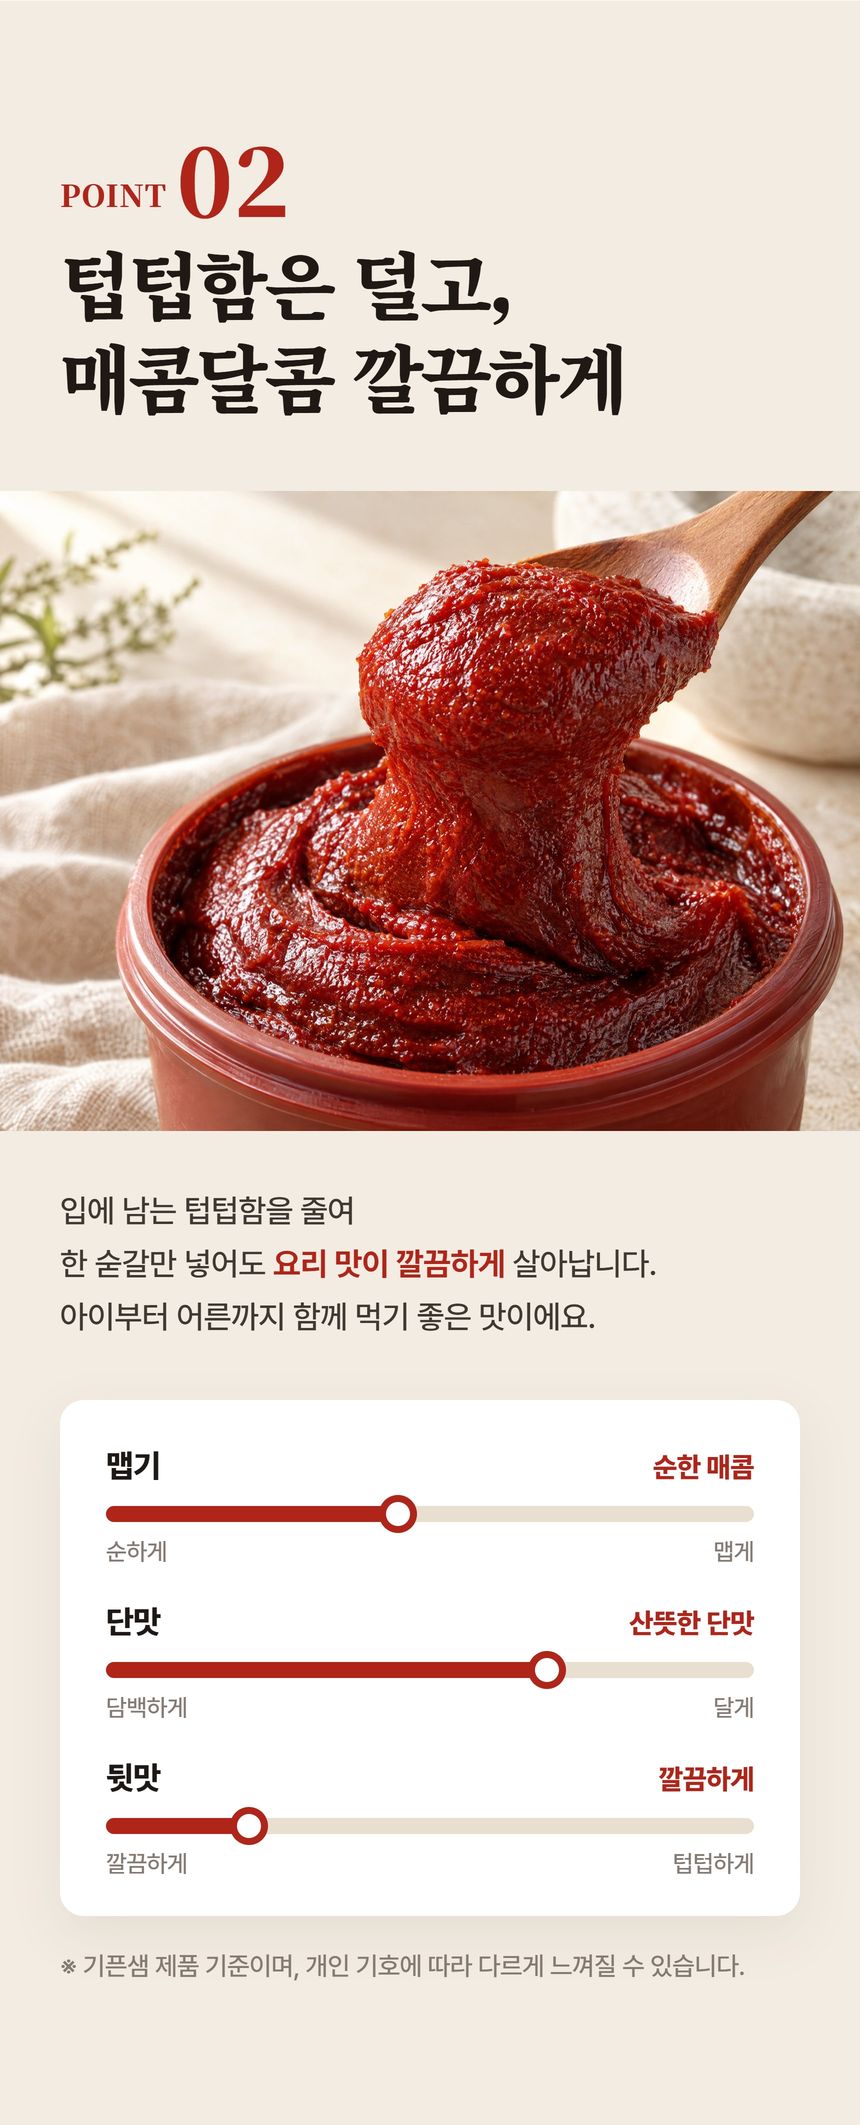 POINT 02
텁텁함은 덜고,
매콤달콤 깔끔하게
입에 남는 텁텁함을 줄여
한 숟갈만 넣어도 요리 맛이 깔끔하게 살아납니다.
아이부터 어른까지 함께 먹기 좋은 맛이에요.
맵기 순한 매콤
순하게 맵게
단맛 산뜻한 단맛
담백하게 달게
뒷맛 깔끔하게
깔끔하게 텁텁하게
※ 기픈샘 제품 기준이며, 개인 기호에 따라 다르게 느껴질 수 있습니다.